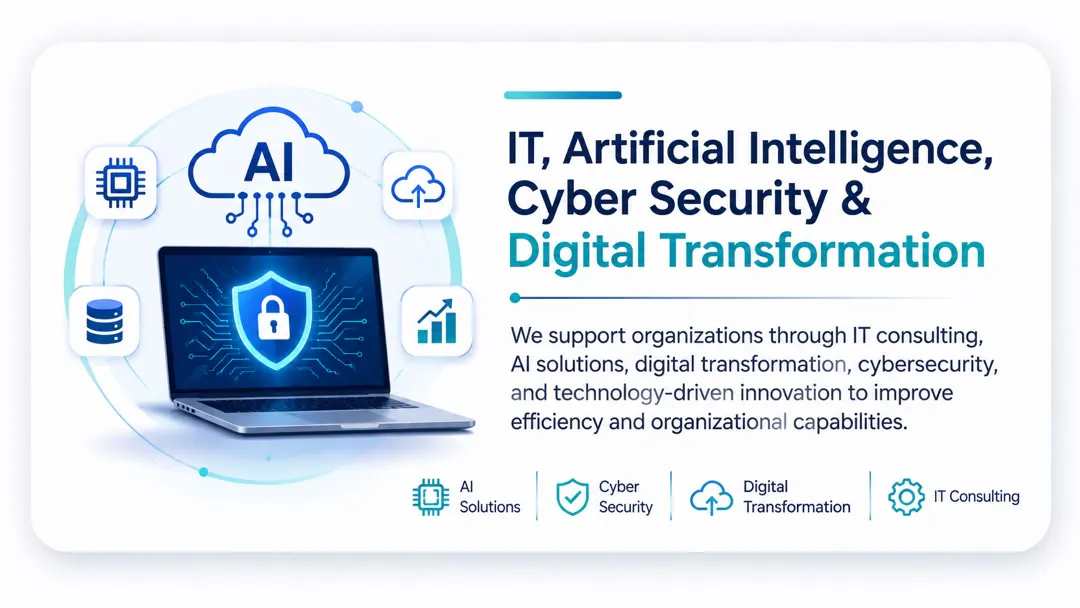 AI
IT, Artificial Intelligence,
Cyber Security &
Digital Transformation
We support organizations through IT consulting,
AI solutions, digital transformation, cybersecurity,
and technology-driven innovation to improve
efficiency and organizational capabilities.
AI
Solutions
Cyber
Security
Digital
Transformation
IT Consulting